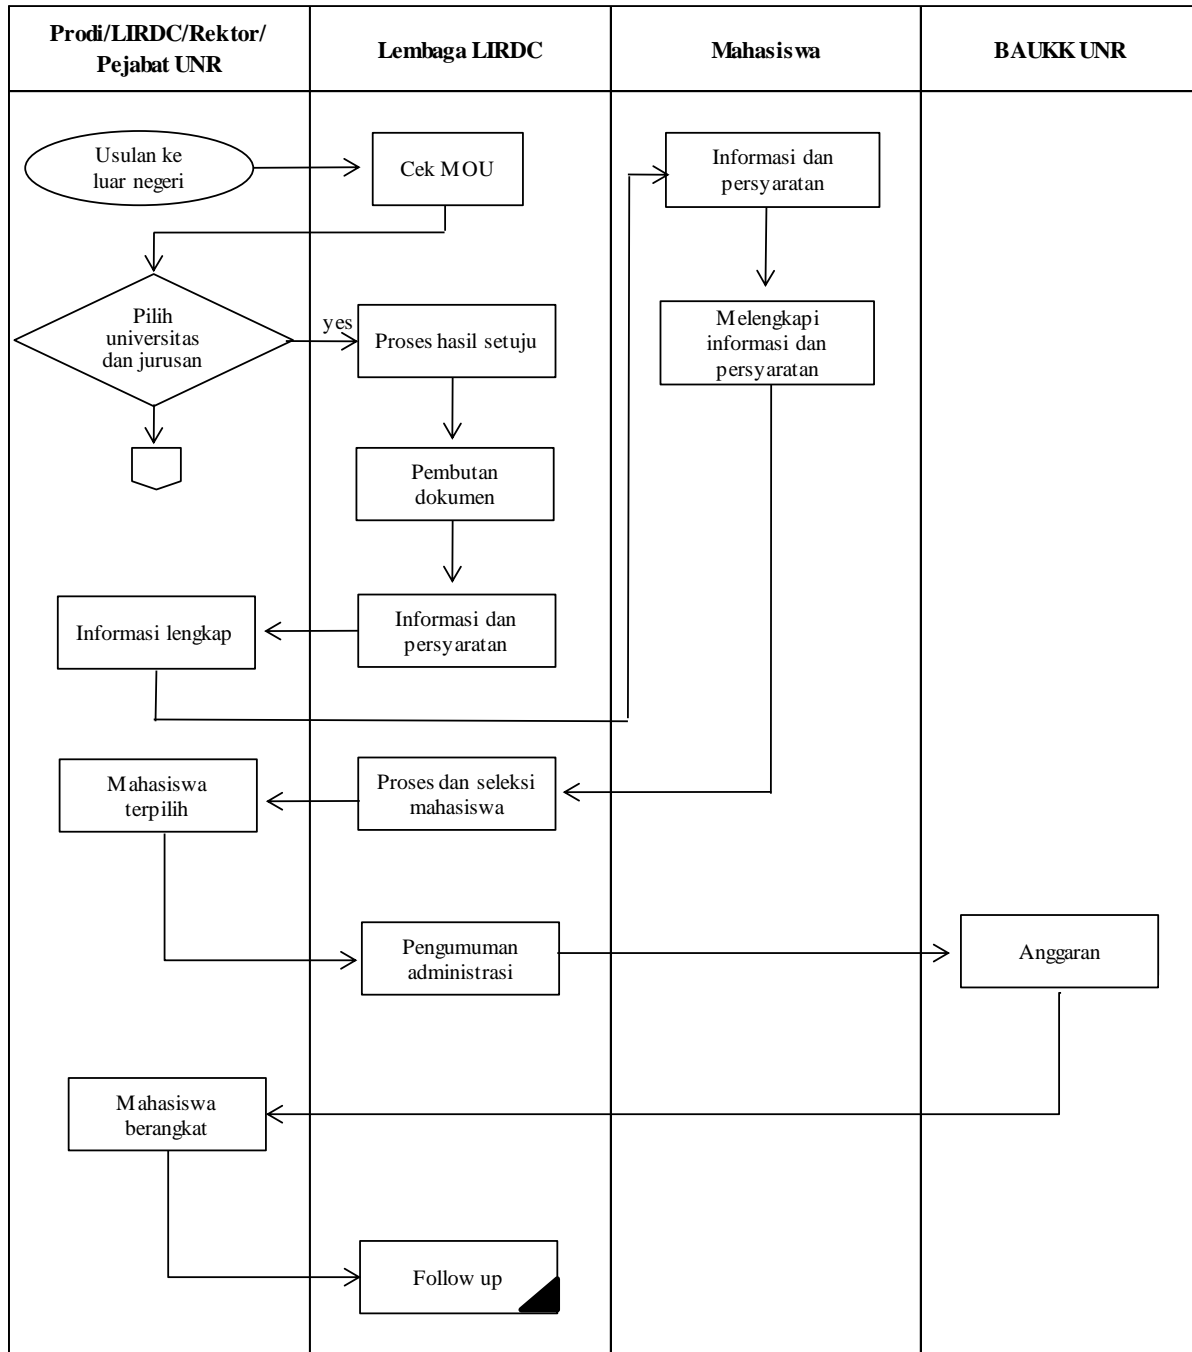 Prodi/LIRDC/Rektor/
Pejabat UNR
Lembaga LIRDC
Mahasiswa
BAUKK UNR
Usulan ke
luar negeri
Cek MOU
Informasi dan
persyaratan
Pilih
universitas
dan jurusan
yes
Proses hasil setuju
Melengkapi
informasi dan
persyaratan
Pembutan
dokumen
Informasi lengkap
Informasi dan
persyaratan
Mahasiswa
terpilih
Proses dan seleksi
mahasiswa
Pengumuman
administrasi
Anggaran
Mahasiswa
berangkat
Follow up